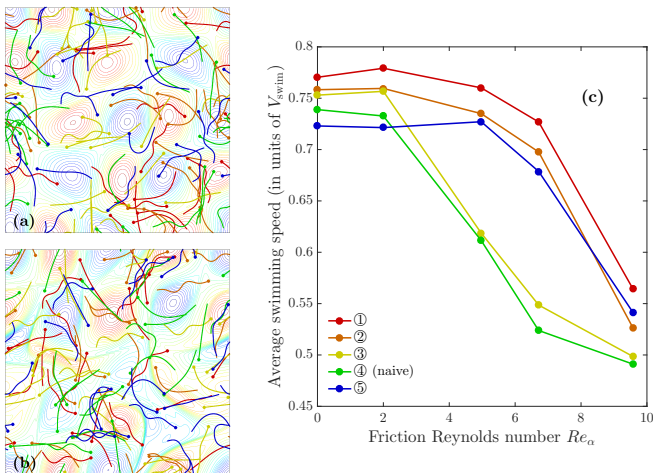 (a)
(b)
(c)
0.8
0.75
0.7
0.65
0.6
0.55
0.5
0.45
Average swimming speed (in units of V_swim)
①
②
③
④ (naive)
⑤
0 2 4 6 8 10
Friction Reynolds number Re_α